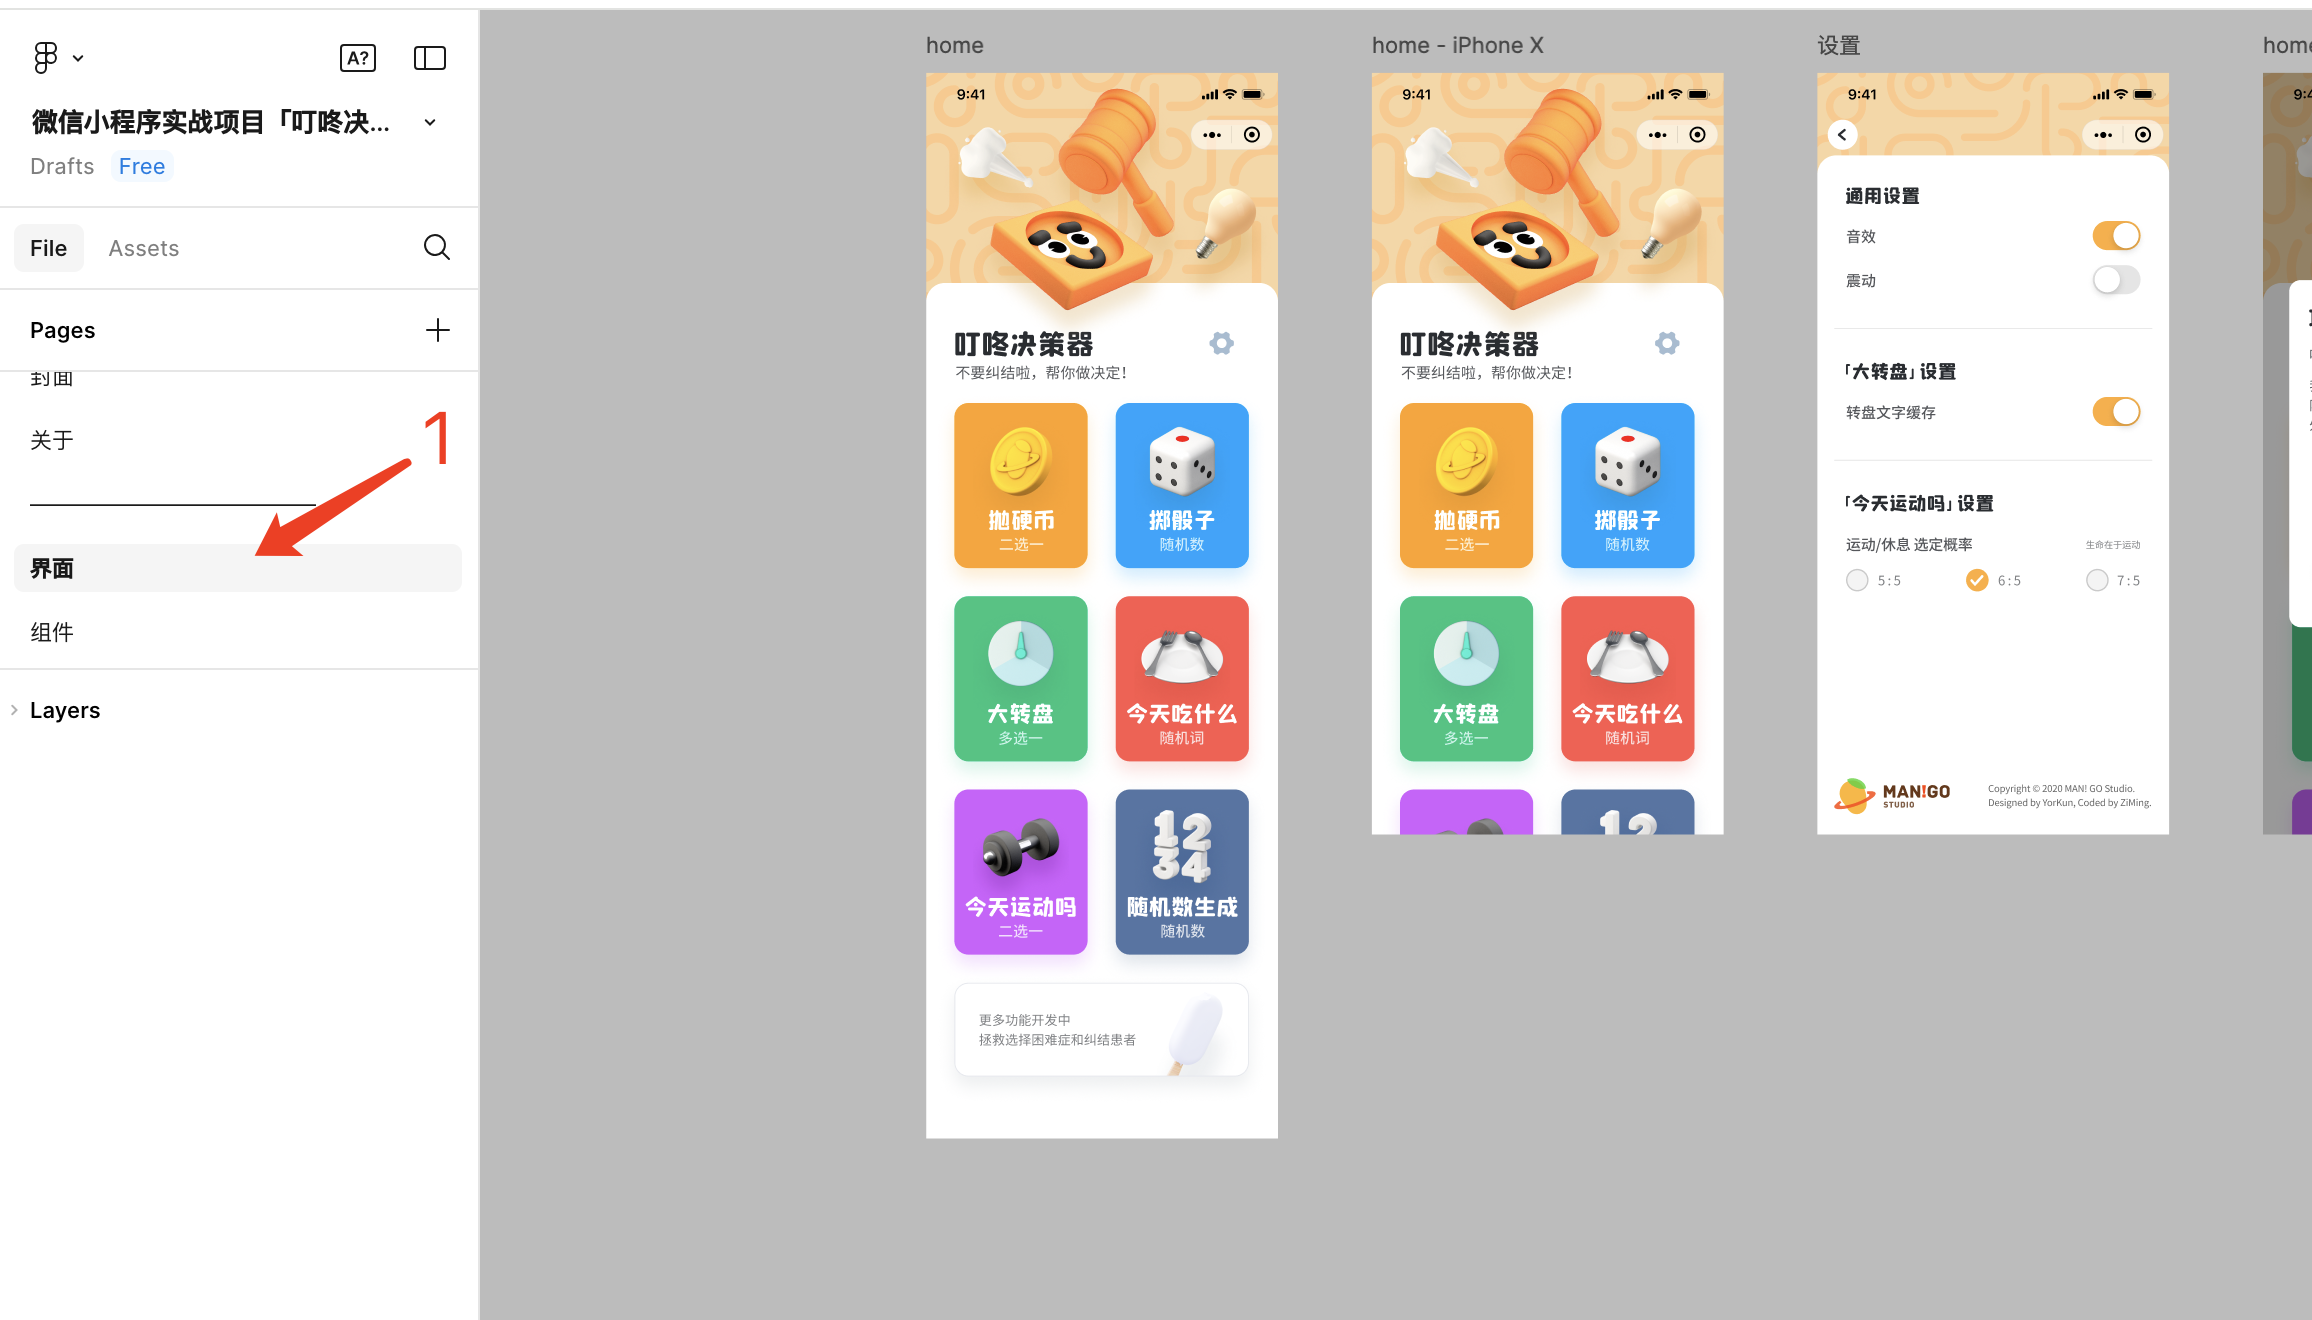 A?
微信小程序实战项目「叮咚决...
Drafts
Free
File
Assets
Pages
封面
关于
1
界面
组件
Layers
home
9:41
叮咚决策器
不要纠结啦，帮你做决定！
抛硬币
二选一
掷骰子
随机数
大转盘
多选一
今天吃什么
随机词
今天运动吗
二选一
12
34
随机数生成
随机数
更多功能开发中
拯救选择困难症和纠结患者
home - iPhone X
9:41
叮咚决策器
不要纠结啦，帮你做决定！
抛硬币
二选一
掷骰子
随机数
大转盘
多选一
今天吃什么
随机词
12
设置
9:41
通用设置
音效
震动
「大转盘」设置
转盘文字缓存
「今天运动吗」设置
运动/休息 选定概率
生命在于运动
5:5
6:5
7:5
MAN!GO
STUDIO
Copyright © 2020 MAN! GO Studio.
Designed by YorKun, Coded by ZiMing.